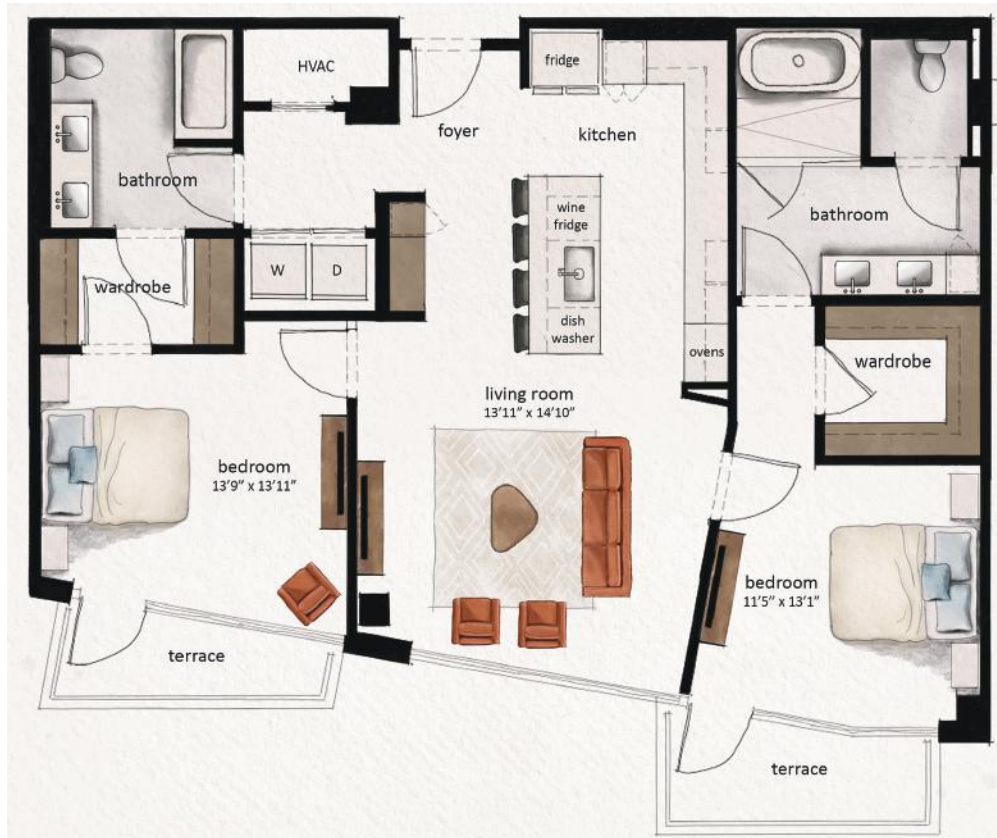 HVAC
fridge
foyer
kitchen
bathroom
wine
fridge
bathroom
W
D
wardrobe
dish
washer
ovens
wardrobe
living room
13'11" x 14'10"
bedroom
13'9" x 13'11"
bedroom
11'5" x 13'1"
terrace
terrace